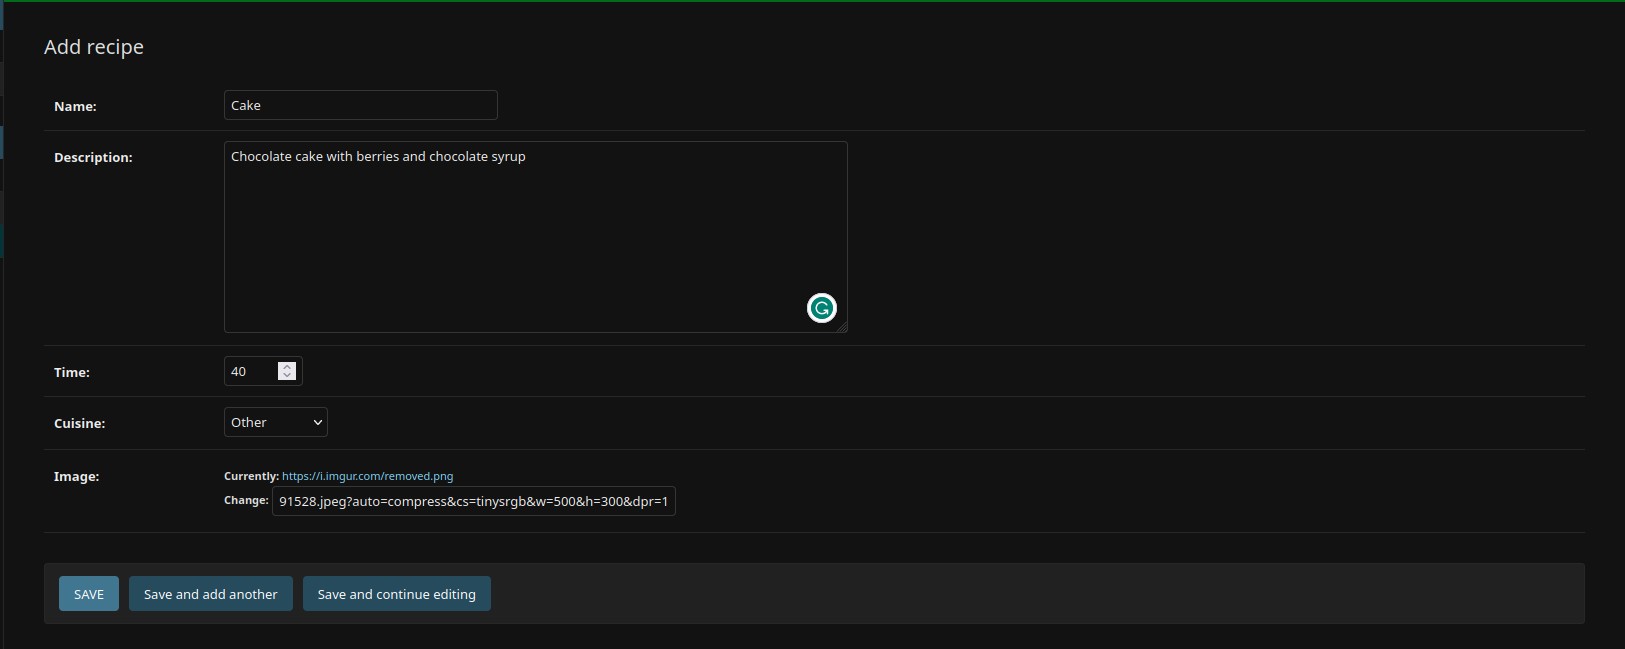 Add recipe
Name: Cake
Description: Chocolate cake with berries and chocolate syrup
Time: 40
Cuisine: Other
Image: Currently: https://i.imgur.com/removed.png
Change: 91528.jpeg?auto=compress&cs=tinysrgb&w=500&h=300&dpr=1
SAVE Save and add another Save and continue editing